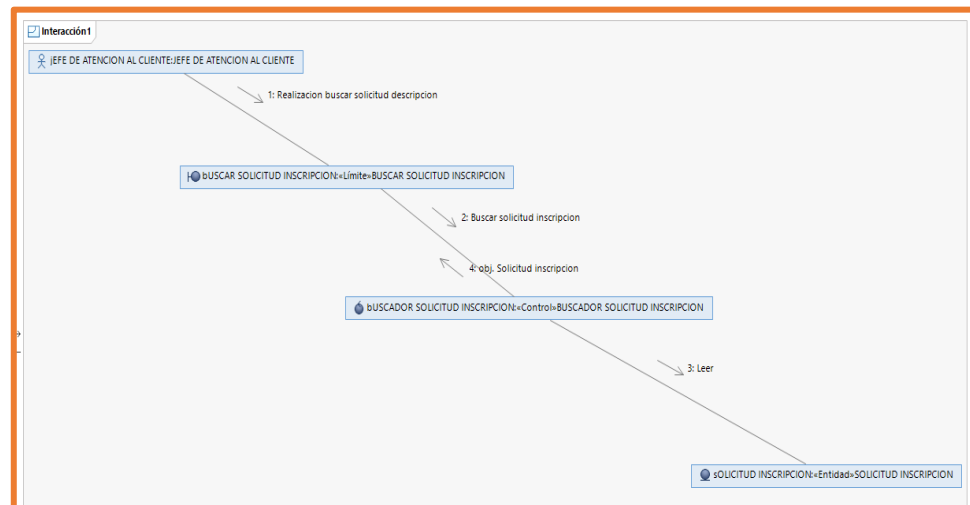 Interacción1
jEFE DE ATENCION AL CLIENTE:JEFE DE ATENCION AL CLIENTE
1: Realizacion buscar solicitud descripcion
bUSCAR SOLICITUD INSCRIPCION:«Límite»BUSCAR SOLICITUD INSCRIPCION
2: Buscar solicitud inscripcion
4: obj. Solicitud inscripcion
bUSCADOR SOLICITUD INSCRIPCION:«Control»BUSCADOR SOLICITUD INSCRIPCION
3: Leer
sOLICITUD INSCRIPCION:«Entidad»SOLICITUD INSCRIPCION